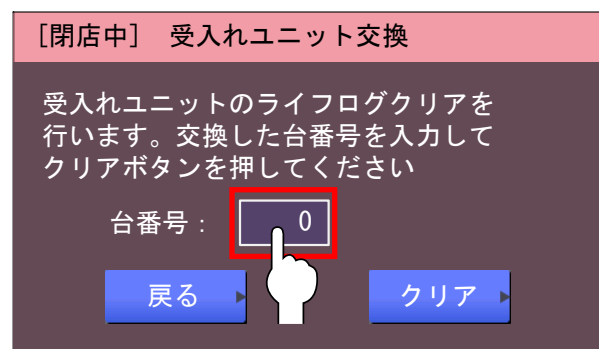 ［閉店中］ 受入れユニット交換
受入れユニットのライフログクリアを
行います。交換した台番号を入力して
クリアボタンを押してください
台番号： 0
戻る クリア